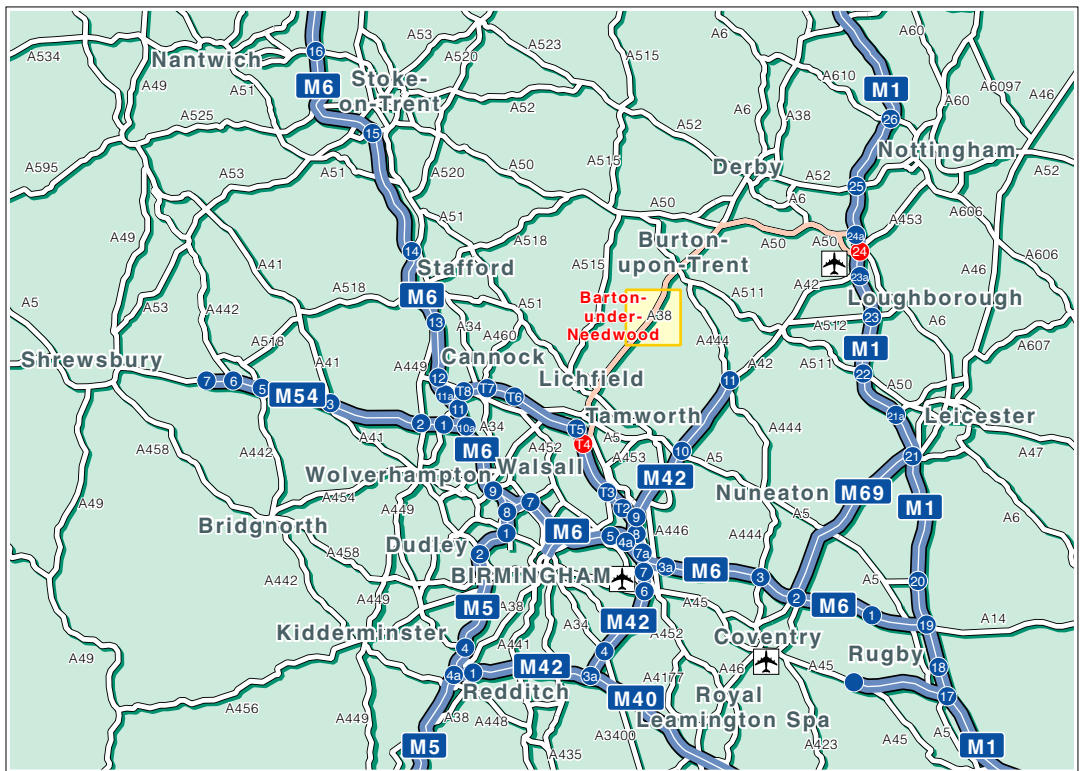 A53
A6
A60
A523
A34
A534
Nantwich
16
A520
A515
A610
A6097
A49
M6
Stoke-
on-Trent
M1
A46
A51
A6
A60
A525
A52
A38
26
15
A52
Nottingham
A595
A53
A51
A520
A50
A515
Derby
A52
25
A52
A6
A453
A606
A49
A51
A50
24a
A518
Burton-
upon-Trent
A50
A50
24
A606
14
A41
Stafford
A515
23a
A46
A5
A442
A518
M6
A51
Barton-
under-
Needwood
A38
A511
A42
Loughborough
13
A34
A460
A512
23
A6
A518
A444
M1
A607
Shrewsbury
A41
A449
Cannock
A42
A511
22
7
6
5
M54
3
12
11a
T8
T7
T6
Lichfield
11
A50
21a
Leicester
2
1
11
10a
A34
T5
Tamworth
A458
A442
A41
M6
A452
T4
A5
A444
21
A47
Wolverhampton
Walsall
A453
10
A5
A49
A454
A449
9
7
T3
M42
Nuneaton
M69
M1
A6
Bridgnorth
8
T2
9
A446
A5
A458
Dudley
1
M6
5
4a
8
A444
2
7a
A442
BIRMINGHAM
7
3a
M6
3
A5
20
6
A45
2
M6
1
M5
A38
A34
M42
A452
19
A14
Kidderminster
A441
Coventry
A49
4
4
A46
A45
Rugby
18
4a
1
M42
3a
A4177
17
A456
A449
A38
Redditch
M40
Royal
Leamington Spa
A448
M5
A435
A3400
A423
A45
A5
M1